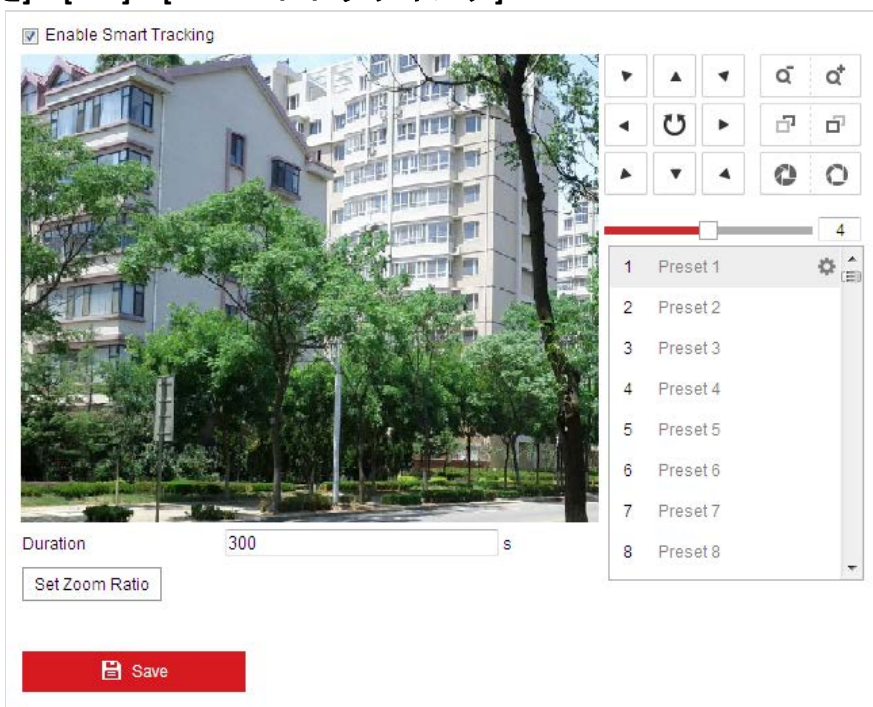 Enable Smart Tracking
4
1 Preset 1
2 Preset 2
3 Preset 3
4 Preset 4
5 Preset 5
6 Preset 6
7 Preset 7
8 Preset 8
Duration 300 s
Set Zoom Ratio
Save